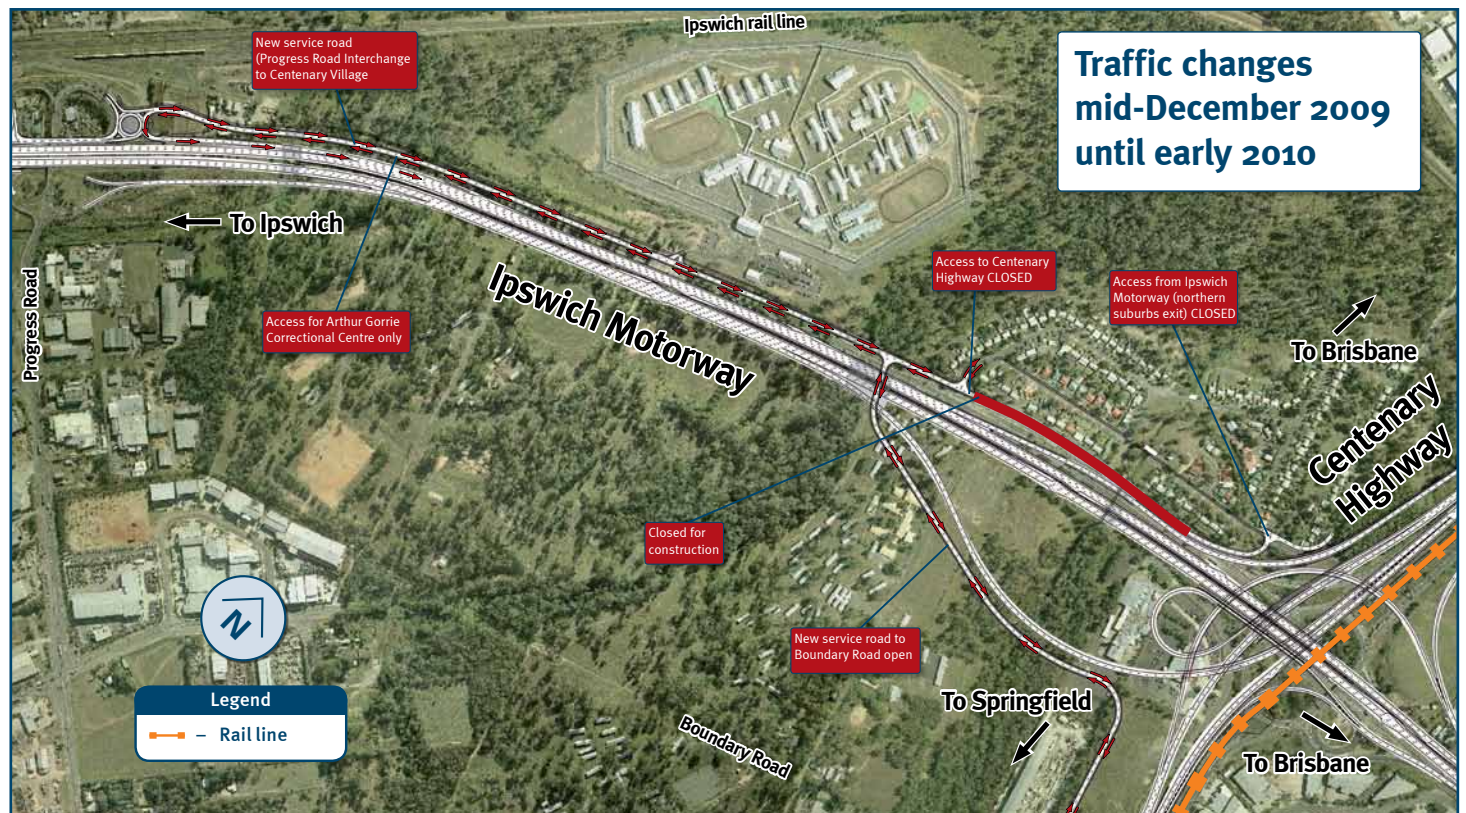 Ipswich rail line
New service road
(Progress Road Interchange
to Centenary Village
Traffic changes
mid-December 2009
until early 2010
To Ipswich
Progress Road
Access for Arthur Gorrie
Correctional Centre only
Ipswich Motorway
Access to Centenary
Highway CLOSED
Access from Ipswich
Motorway (northern
suburbs exit) CLOSED
To Brisbane
Centenary
Highway
Closed for
construction
N
New service road to
Boundary Road open
Legend
– Rail line
To Springfield
Boundary Road
To Brisbane